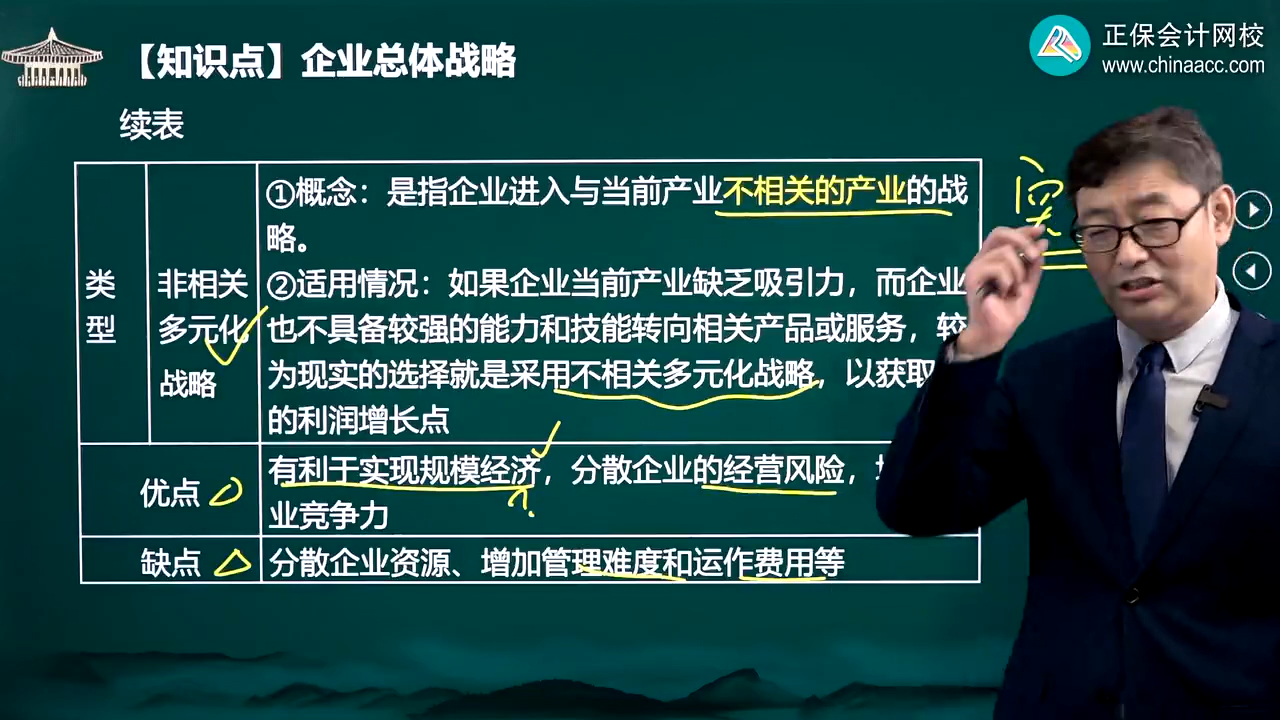 【知识点】企业总体战略
正保会计网校
www.chinaacc.com
续表
类型
非相关多元化战略
①概念：是指企业进入与当前产业不相关的产业的战
略。
②适用情况：如果企业当前产业缺乏吸引力，而企业
也不具备较强的能力和技能转向相关产品或服务，较
为现实的选择就是采用不相关多元化战略，以获取
的利润增长点
优点
有利于实现规模经济，分散企业的经营风险，
业竞争力
缺点
分散企业资源、增加管理难度和运作费用等